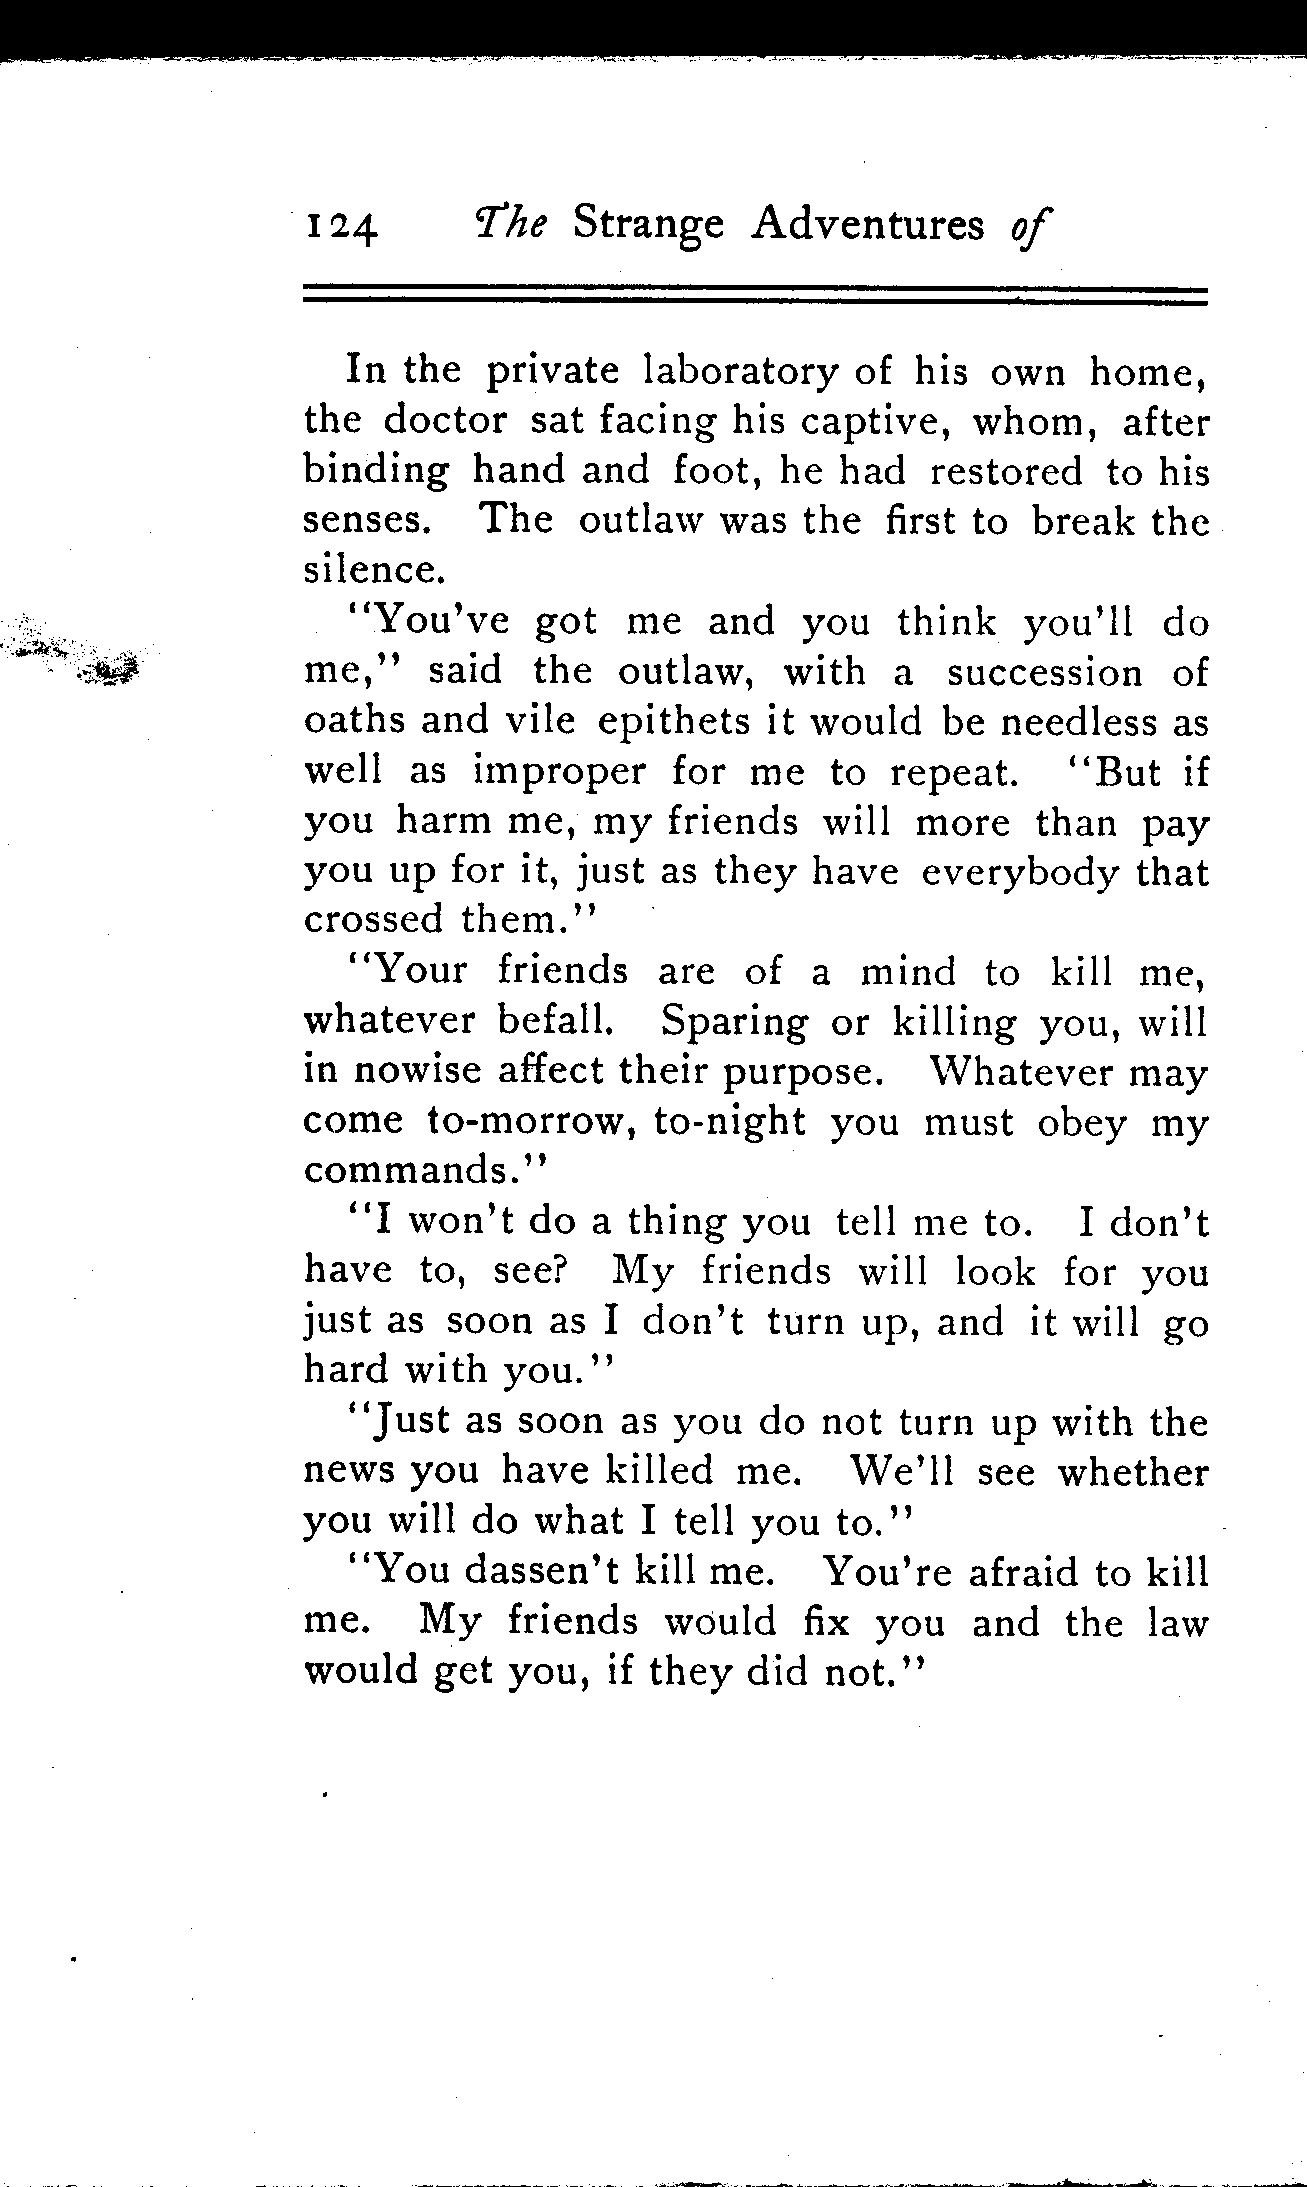 124 The Strange Adventures of
In the private laboratory of his own home,
the doctor sat facing his captive, whom, after
binding hand and foot, he had restored to his
senses. The outlaw was the first to break the
silence.
"You've got me and you think you'll do
me," said the outlaw, with a succession of
oaths and vile epithets it would be needless as
well as improper for me to repeat. "But if
you harm me, my friends will more than pay
you up for it, just as they have everybody that
crossed them."
"Your friends are of a mind to kill me,
whatever befall. Sparing or killing you, will
in nowise affect their purpose. Whatever may
come to-morrow, to-night you must obey my
commands."
"I won't do a thing you tell me to. I don't
have to, see? My friends will look for you
just as soon as I don't turn up, and it will go
hard with you."
"Just as soon as you do not turn up with the
news you have killed me. We'll see whether
you will do what I tell you to."
"You dassen't kill me. You're afraid to kill
me. My friends would fix you and the law
would get you, if they did not."